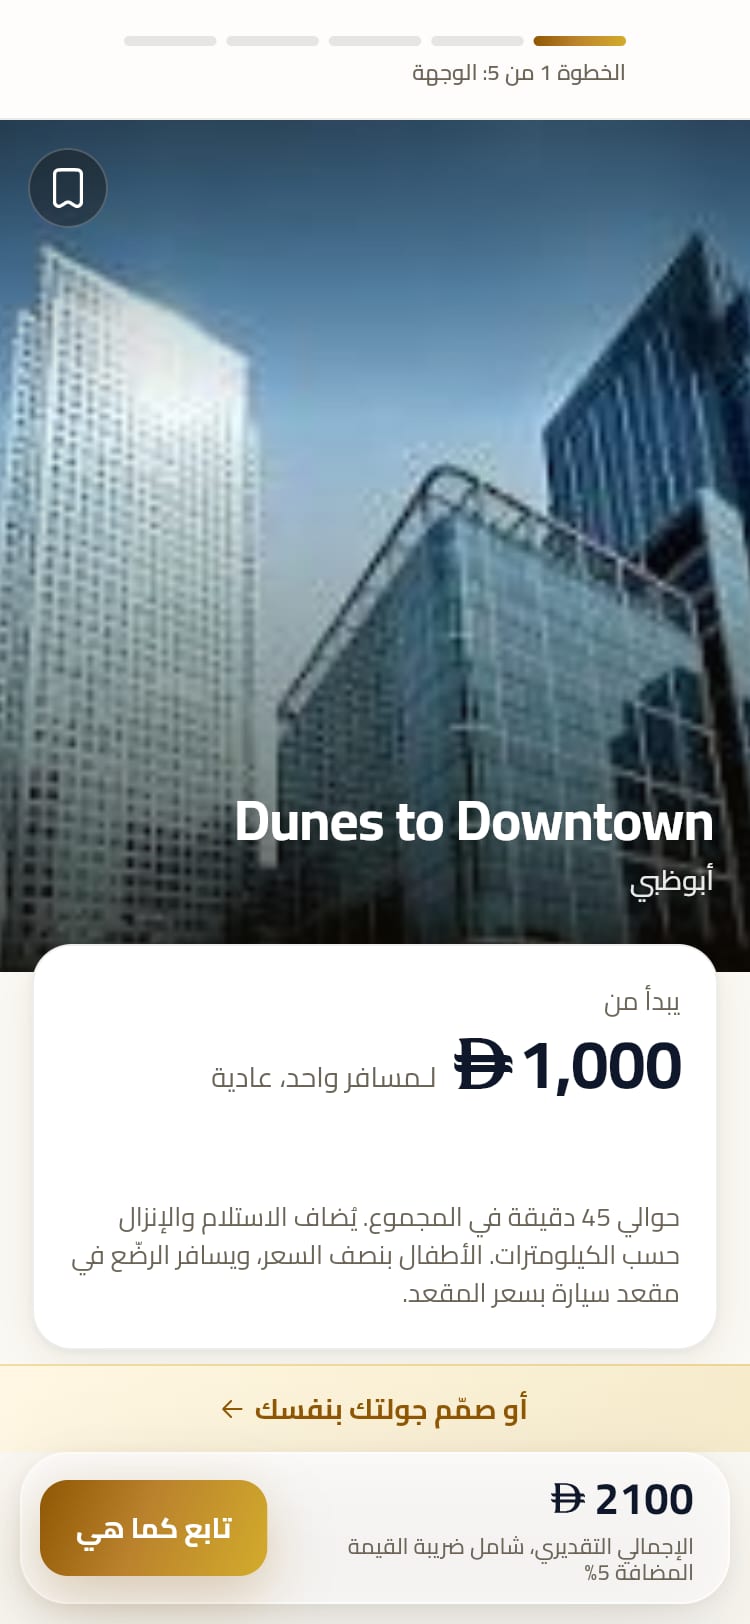 الخطوة 1 من 5: الوجهة
Dunes to Downtown
أبوظبي
يبدأ من
1,000 لـمسافر واحد، عادية
حوالي 45 دقيقة في المجموع. يُضاف الاستلام والإنزال
حسب الكيلومترات. الأطفال بنصف السعر، ويسافر الرضّع في
مقعد سيارة بسعر المقعد.
أو صمّم جولتك بنفسك ←
2100
الإجمالي التقديري، شامل ضريبة القيمة
المضافة 5%
تابع كما هي